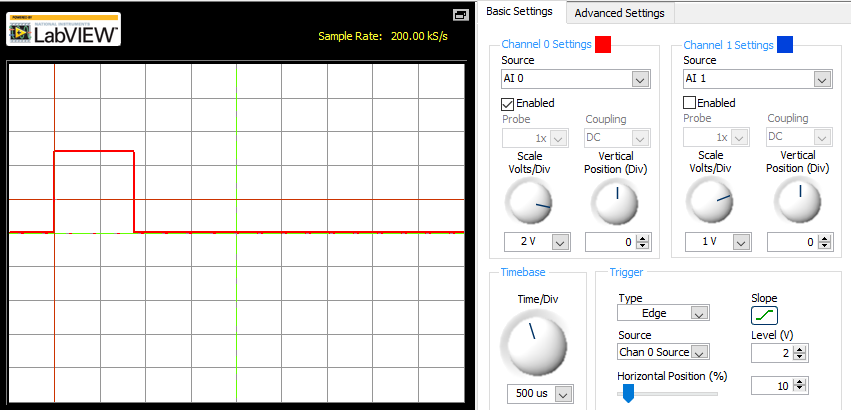 POWERED BY
NATIONAL INSTRUMENTS
LabVIEW™
Sample Rate: 200.00 kS/s
Basic Settings
Advanced Settings
Channel 0 Settings
Source
AI 0
Enabled
Probe
Coupling
1x
DC
Scale
Volts/Div
Vertical
Position (Div)
2 V
0
Channel 1 Settings
Source
AI 1
Enabled
Probe
Coupling
1x
DC
Scale
Volts/Div
Vertical
Position (Div)
1 V
0
Timebase
Time/Div
500 us
Trigger
Type
Edge
Slope
Source
Chan 0 Source
Level (V)
2
Horizontal Position (%)
10